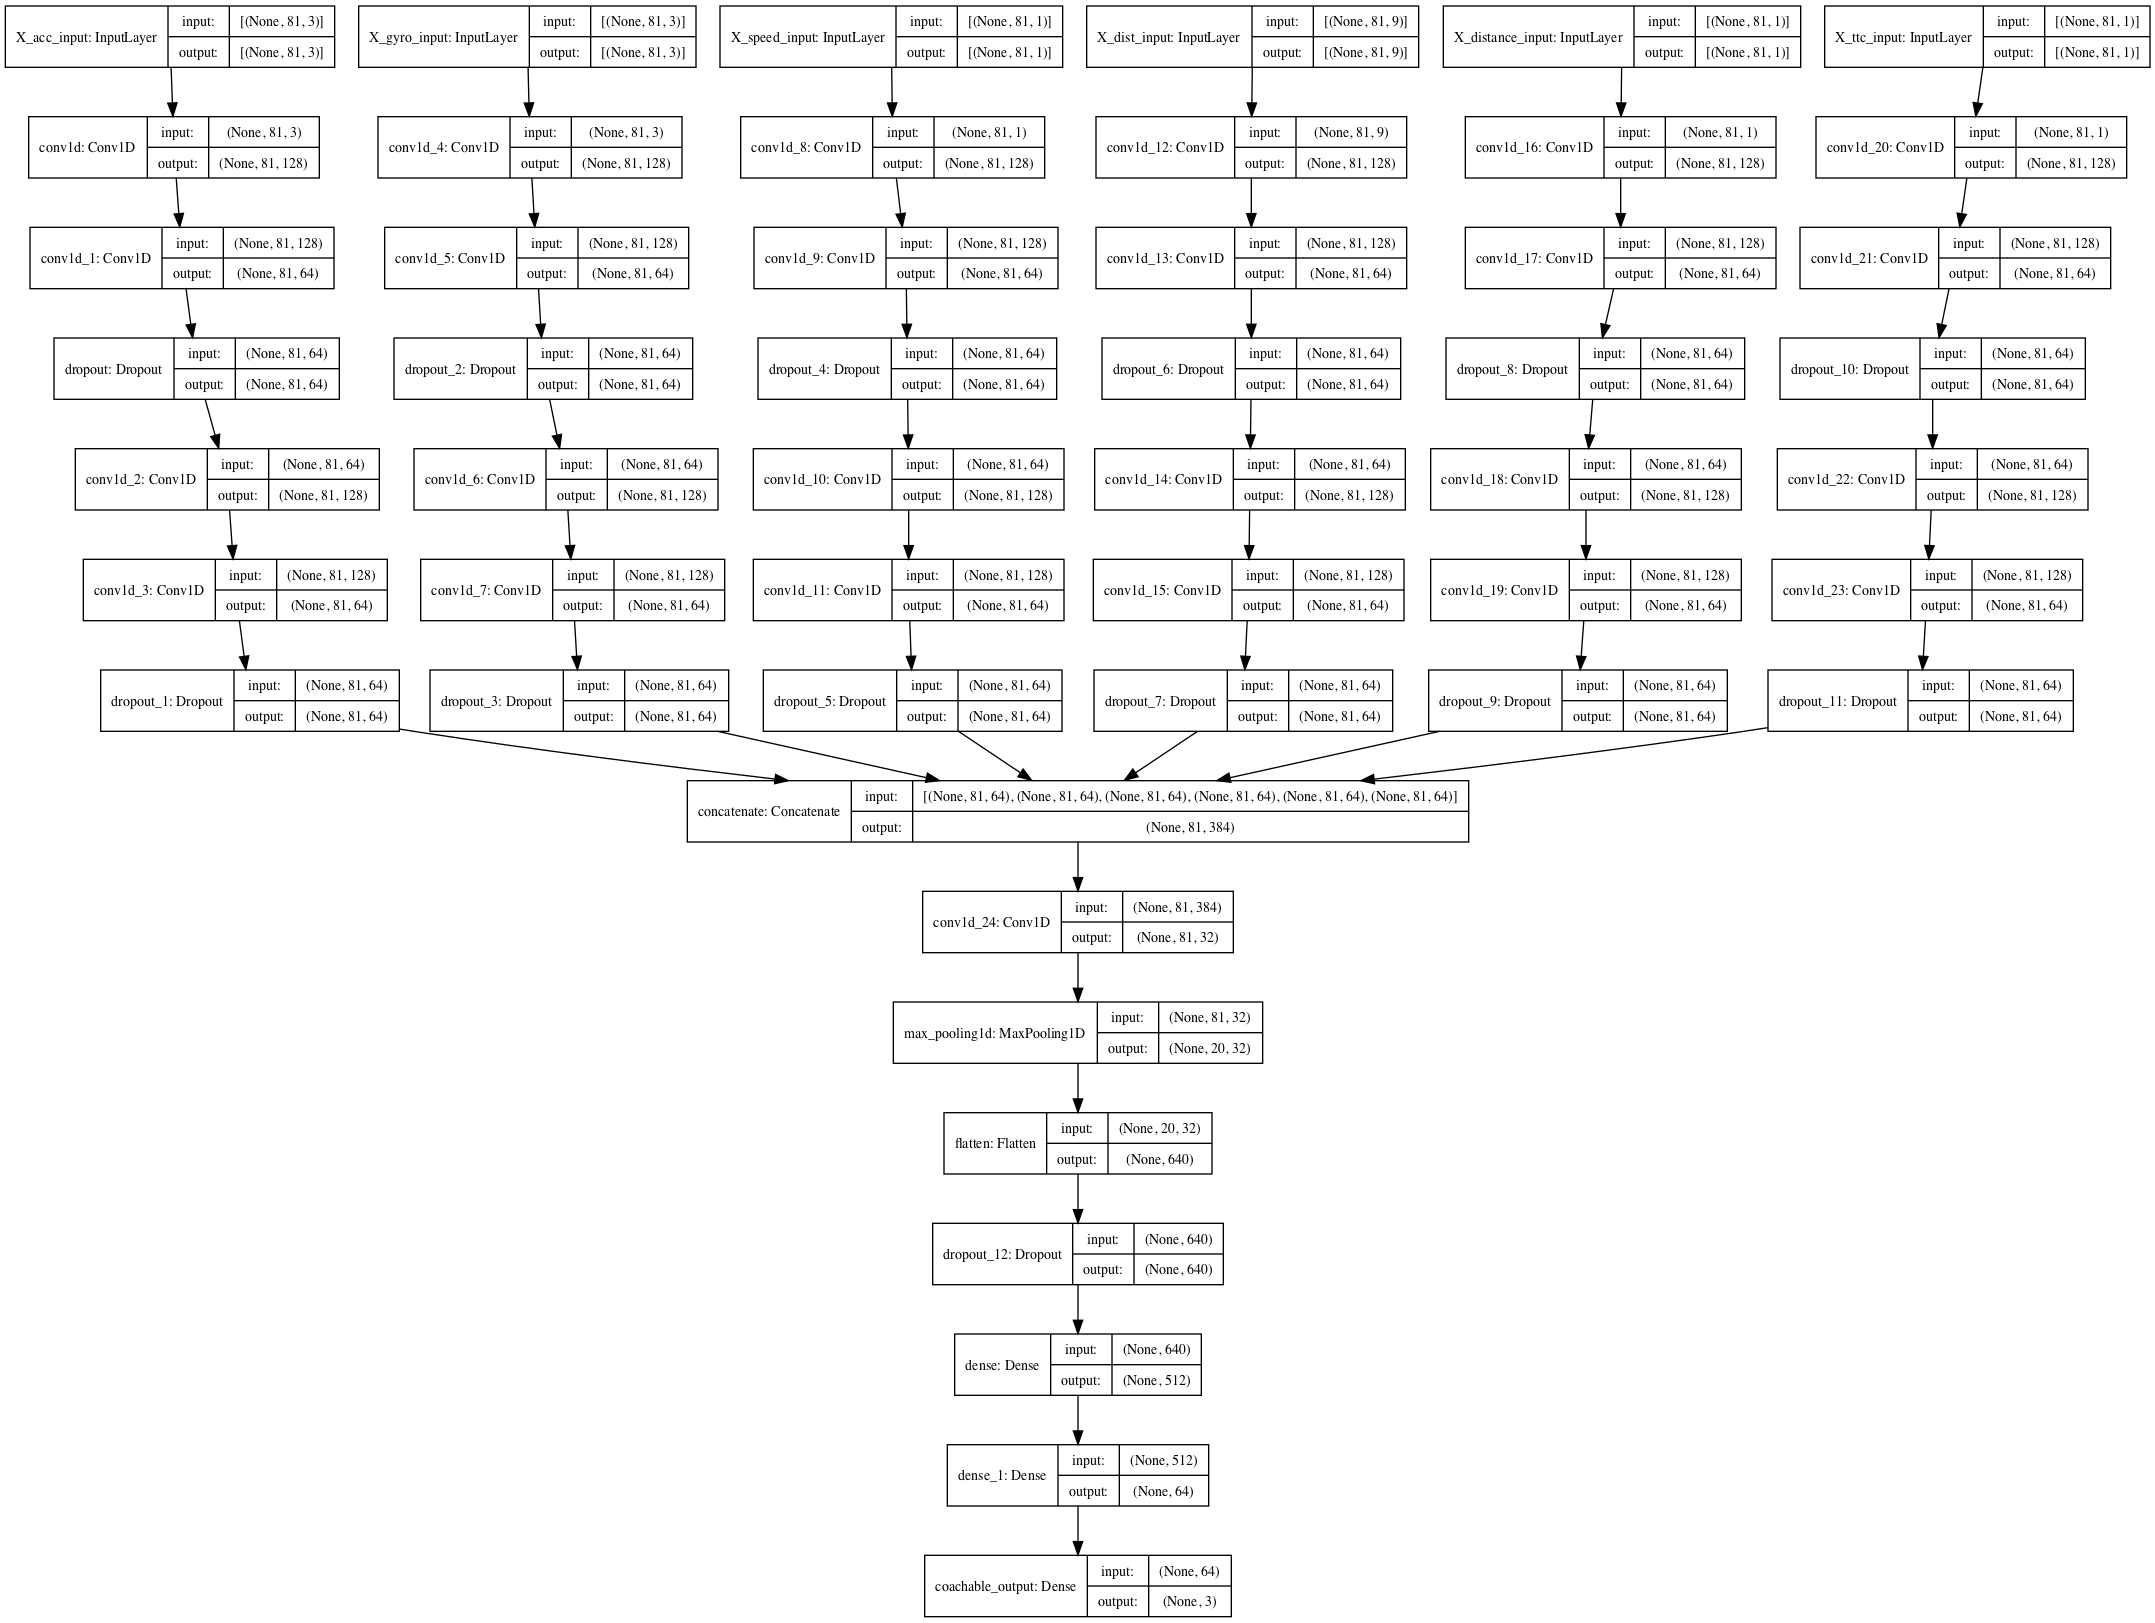 X_acc_input: InputLayer input: [(None, 81, 3)] output: [(None, 81, 3)]
X_gyro_input: InputLayer input: [(None, 81, 3)] output: [(None, 81, 3)]
X_speed_input: InputLayer input: [(None, 81, 1)] output: [(None, 81, 1)]
X_dist_input: InputLayer input: [(None, 81, 9)] output: [(None, 81, 9)]
X_distance_input: InputLayer input: [(None, 81, 1)] output: [(None, 81, 1)]
X_ttc_input: InputLayer input: [(None, 81, 1)] output: [(None, 81, 1)]
conv1d: Conv1D input: (None, 81, 3) output: (None, 81, 128)
conv1d_4: Conv1D input: (None, 81, 3) output: (None, 81, 128)
conv1d_8: Conv1D input: (None, 81, 1) output: (None, 81, 128)
conv1d_12: Conv1D input: (None, 81, 9) output: (None, 81, 128)
conv1d_16: Conv1D input: (None, 81, 1) output: (None, 81, 128)
conv1d_20: Conv1D input: (None, 81, 1) output: (None, 81, 128)
conv1d_1: Conv1D input: (None, 81, 128) output: (None, 81, 64)
conv1d_5: Conv1D input: (None, 81, 128) output: (None, 81, 64)
conv1d_9: Conv1D input: (None, 81, 128) output: (None, 81, 64)
conv1d_13: Conv1D input: (None, 81, 128) output: (None, 81, 64)
conv1d_17: Conv1D input: (None, 81, 128) output: (None, 81, 64)
conv1d_21: Conv1D input: (None, 81, 128) output: (None, 81, 64)
dropout: Dropout input: (None, 81, 64) output: (None, 81, 64)
dropout_2: Dropout input: (None, 81, 64) output: (None, 81, 64)
dropout_4: Dropout input: (None, 81, 64) output: (None, 81, 64)
dropout_6: Dropout input: (None, 81, 64) output: (None, 81, 64)
dropout_8: Dropout input: (None, 81, 64) output: (None, 81, 64)
dropout_10: Dropout input: (None, 81, 64) output: (None, 81, 64)
conv1d_2: Conv1D input: (None, 81, 64) output: (None, 81, 128)
conv1d_6: Conv1D input: (None, 81, 64) output: (None, 81, 128)
conv1d_10: Conv1D input: (None, 81, 64) output: (None, 81, 128)
conv1d_14: Conv1D input: (None, 81, 64) output: (None, 81, 128)
conv1d_18: Conv1D input: (None, 81, 64) output: (None, 81, 128)
conv1d_22: Conv1D input: (None, 81, 64) output: (None, 81, 128)
conv1d_3: Conv1D input: (None, 81, 128) output: (None, 81, 64)
conv1d_7: Conv1D input: (None, 81, 128) output: (None, 81, 64)
conv1d_11: Conv1D input: (None, 81, 128) output: (None, 81, 64)
conv1d_15: Conv1D input: (None, 81, 128) output: (None, 81, 64)
conv1d_19: Conv1D input: (None, 81, 128) output: (None, 81, 64)
conv1d_23: Conv1D input: (None, 81, 128) output: (None, 81, 64)
dropout_1: Dropout input: (None, 81, 64) output: (None, 81, 64)
dropout_3: Dropout input: (None, 81, 64) output: (None, 81, 64)
dropout_5: Dropout input: (None, 81, 64) output: (None, 81, 64)
dropout_7: Dropout input: (None, 81, 64) output: (None, 81, 64)
dropout_9: Dropout input: (None, 81, 64) output: (None, 81, 64)
dropout_11: Dropout input: (None, 81, 64) output: (None, 81, 64)
concatenate: Concatenate input: [(None, 81, 64), (None, 81, 64), (None, 81, 64), (None, 81, 64), (None, 81, 64), (None, 81, 64)] output: (None, 81, 384)
conv1d_24: Conv1D input: (None, 81, 384) output: (None, 81, 32)
max_pooling1d: MaxPooling1D input: (None, 81, 32) output: (None, 20, 32)
flatten: Flatten input: (None, 20, 32) output: (None, 640)
dropout_12: Dropout input: (None, 640) output: (None, 640)
dense: Dense input: (None, 640) output: (None, 512)
dense_1: Dense input: (None, 512) output: (None, 64)
coachable_output: Dense input: (None, 64) output: (None, 3)